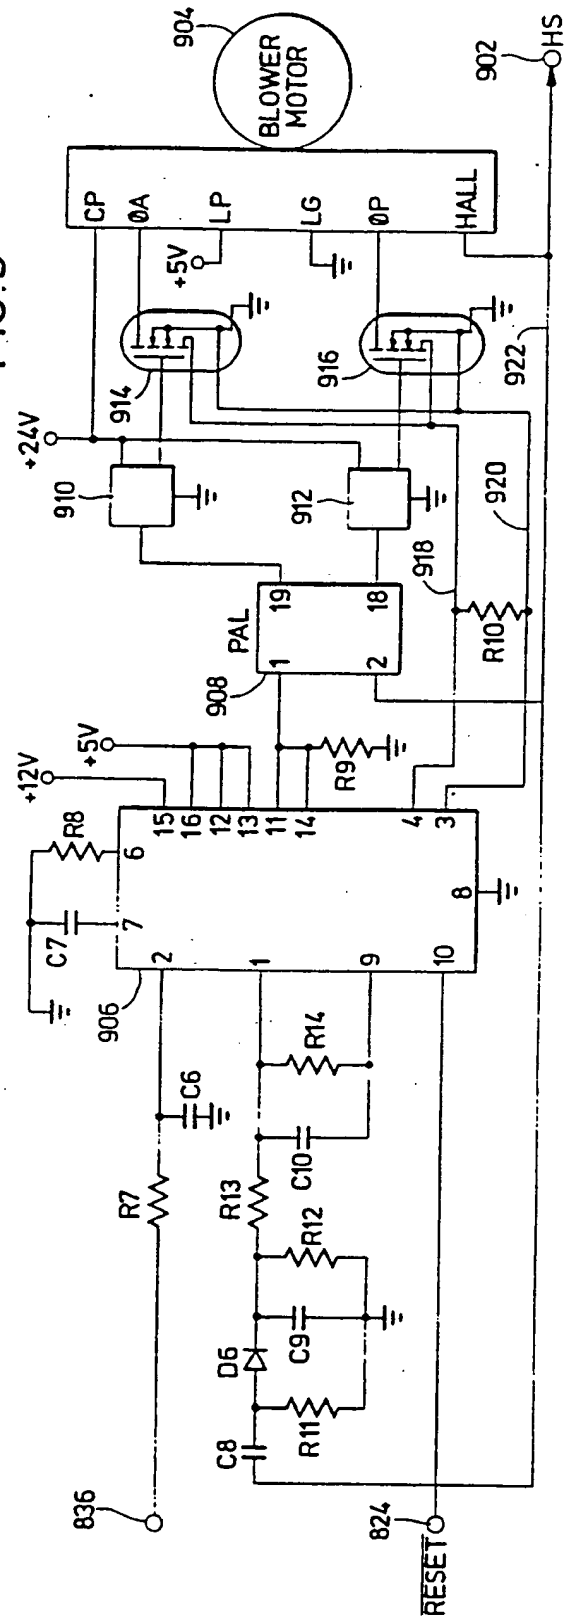 FIG. 9
904
BLOWER
MOTOR
902
HS
CP
ØA
LP
LG
ØP
HALL
+5V
914
916
922
+24V
910
912
918
920
R10
PAL
19
18
1
2
908
+12V
+5V
R9
R8
C7
6
7
15
16
12
13
11
14
4
3
8
2
1
9
10
906
R7
C6
R14
C10
R13
R12
D6
C9
C8
R11
836
824
RESET